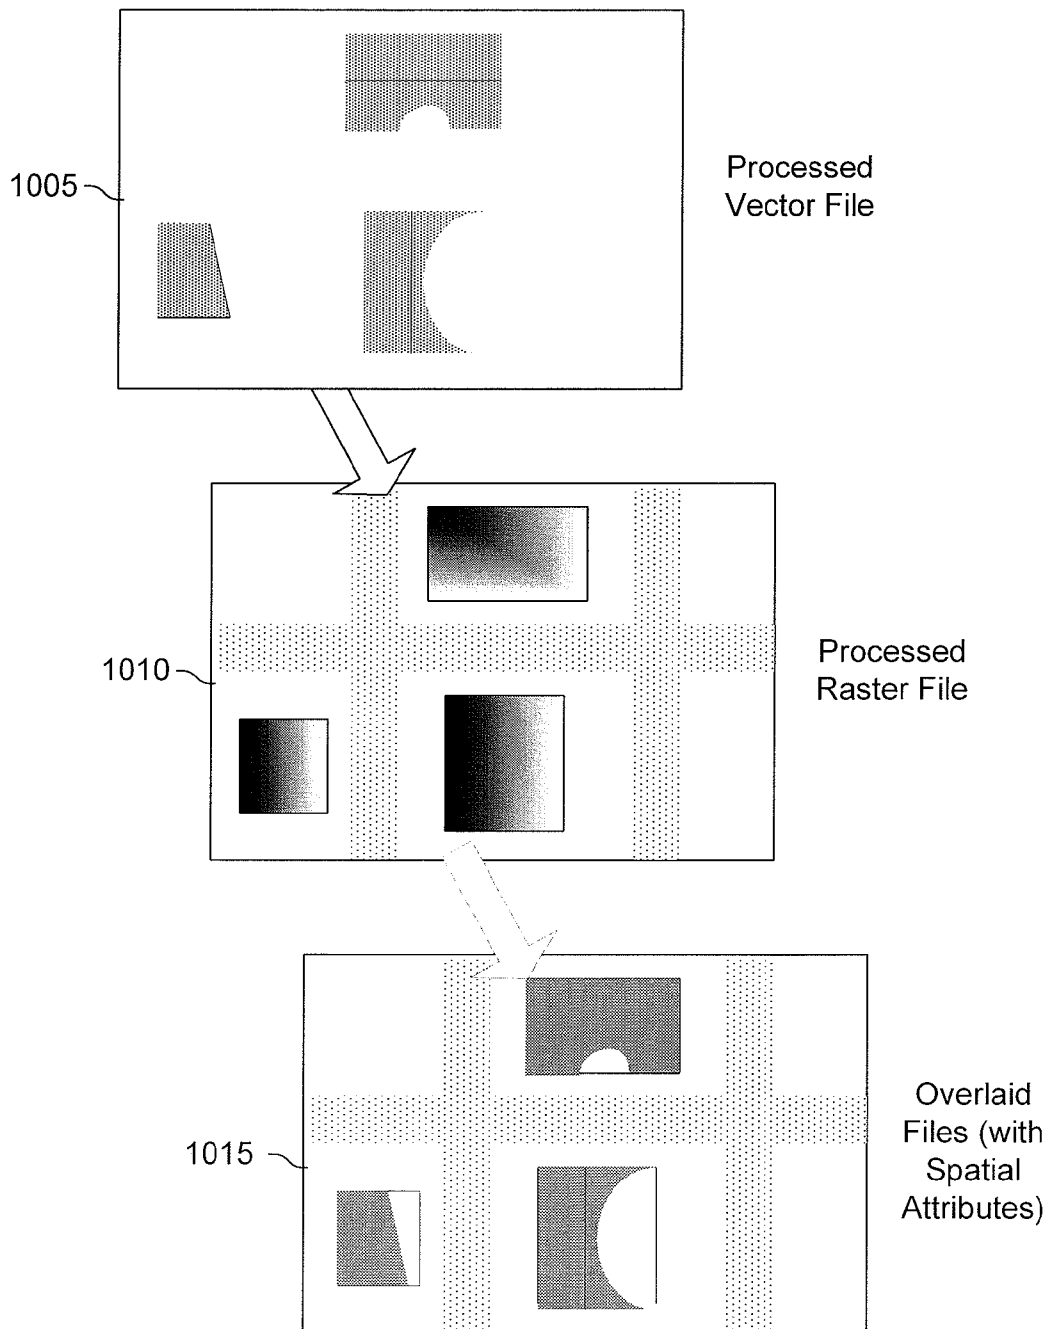 1005
Processed
Vector File
1010
Processed
Raster File
1015
Overlaid
Files (with
Spatial
Attributes)